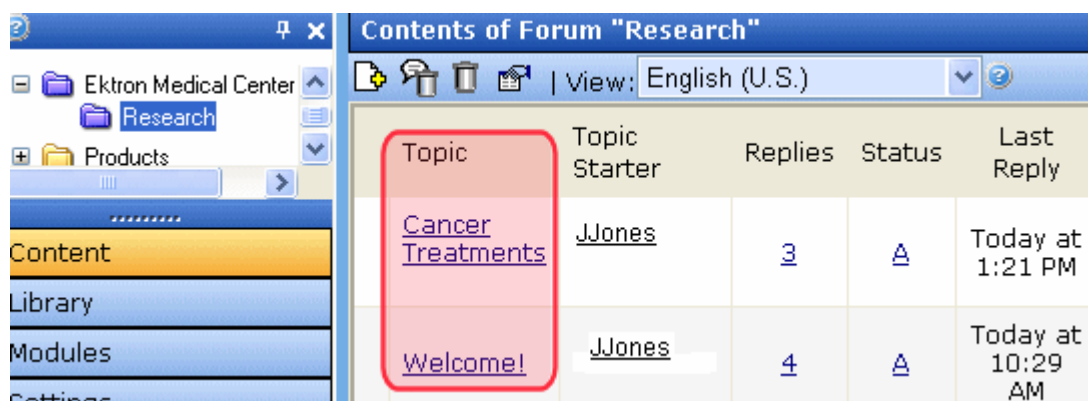 Contents of Forum "Research"
Ektron Medical Center
Research
Products
| View: English (U.S.)
Content
Library
Modules
Settings
Topic
Topic
Starter
Replies
Status
Last
Reply
Cancer
Treatments
JJones
3
A
Today at
1:21 PM
Welcome!
JJones
4
A
Today at
10:29
AM